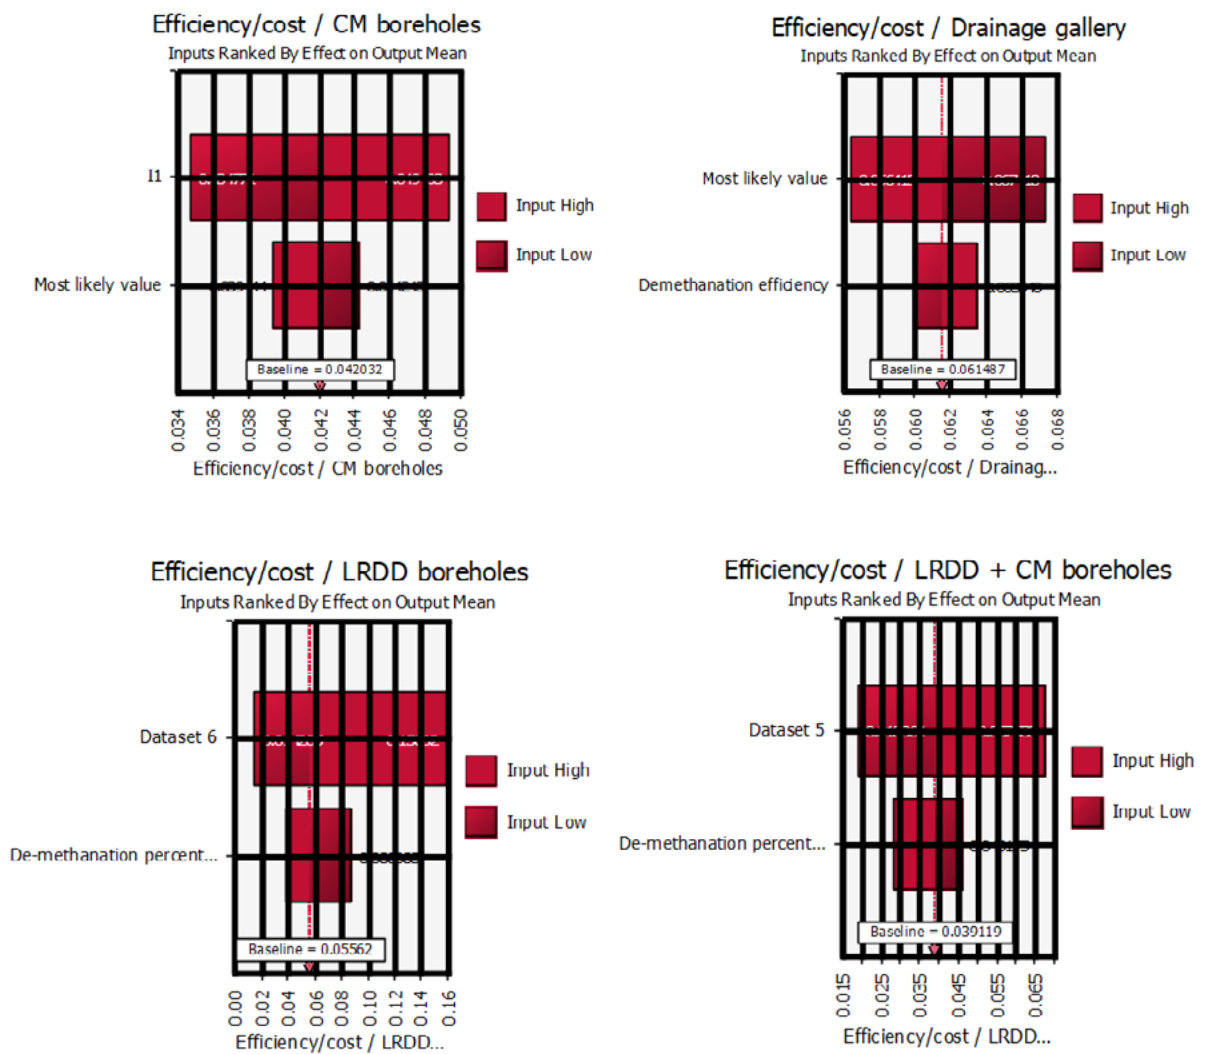 Efficiency/cost / CM boreholes
Inputs Ranked By Effect on Output Mean
I1
Most likely value
Input High
Input Low
Baseline = 0.042032
0.034
0.036
0.038
0.040
0.042
0.044
0.046
0.048
0.050
Efficiency/cost / CM boreholes
Efficiency/cost / Drainage gallery
Inputs Ranked By Effect on Output Mean
Most likely value
Demethanation efficiency
Input High
Input Low
Baseline = 0.061487
0.056
0.058
0.060
0.062
0.064
0.066
0.068
Efficiency/cost / Drainag...
Efficiency/cost / LRDD boreholes
Inputs Ranked By Effect on Output Mean
Dataset 6
De-methanation percent...
Input High
Input Low
Baseline = 0.05562
0.00
0.02
0.04
0.06
0.08
0.10
0.12
0.14
0.16
Efficiency/cost / LRDD...
Efficiency/cost / LRDD + CM boreholes
Inputs Ranked By Effect on Output Mean
Dataset 5
De-methanation percent...
Input High
Input Low
Baseline = 0.039119
0.015
0.025
0.035
0.045
0.055
0.065
Efficiency/cost / LRDD...